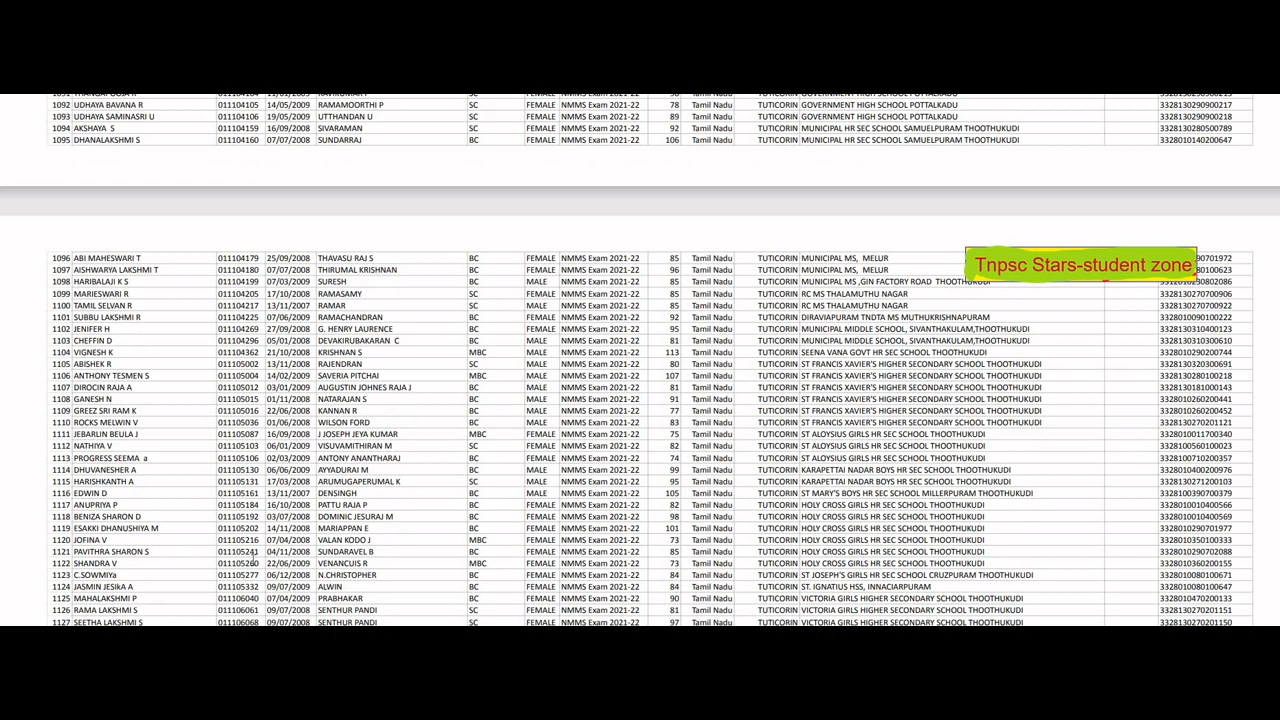 1092 UDHAYA BAVANA R 011104105 14/05/2009 RAMAMOORTHI P SC FEMALE NMMS Exam 2021-22 78 Tamil Nadu TUTICORIN GOVERNMENT HIGH SCHOOL POTTALKADU 3328130290900217
1093 UDHAYA SAMINASRI U 011104106 19/05/2009 UTTHANDAN U SC FEMALE NMMS Exam 2021-22 89 Tamil Nadu TUTICORIN GOVERNMENT HIGH SCHOOL POTTALKADU 3328130290900218
1094 AKSHAYA S 011104159 16/09/2008 SIVARAMAN SC FEMALE NMMS Exam 2021-22 92 Tamil Nadu TUTICORIN MUNICIPAL HR SEC SCHOOL SAMUELPURAM THOOTHUKUDI 3328130280500789
1095 DHANALAKSHMI S 011104160 07/07/2008 SUNDARRAJ BC FEMALE NMMS Exam 2021-22 106 Tamil Nadu TUTICORIN MUNICIPAL HR SEC SCHOOL SAMUELPURAM THOOTHUKUDI 3328010140200647
Tnpsc Stars-student zone
1096 ABI MAHESWARI T 011104179 25/09/2008 THAVASU RAJ S BC FEMALE NMMS Exam 2021-22 85 Tamil Nadu TUTICORIN MUNICIPAL MS, MELUR
1097 AISHWARYA LAKSHMI T 011104180 07/07/2008 THIRUMAL KRISHNAN BC FEMALE NMMS Exam 2021-22 96 Tamil Nadu TUTICORIN MUNICIPAL MS, MELUR
1098 HARIBALAJI K S 011104199 07/03/2009 SURESH BC MALE NMMS Exam 2021-22 85 Tamil Nadu TUTICORIN MUNICIPAL MS ,GIN FACTORY ROAD THOOTHUKUDI
1099 MARIESWARI R 011104205 17/10/2008 RAMASAMY SC FEMALE NMMS Exam 2021-22 85 Tamil Nadu TUTICORIN RC MS THALAMUTHU NAGAR 3328130270700906
1100 TAMIL SELVAN R 011104217 13/11/2007 RAMAR SC MALE NMMS Exam 2021-22 85 Tamil Nadu TUTICORIN RC MS THALAMUTHU NAGAR 3328130270700922
1101 SUBBU LAKSHMI R 011104225 07/07/2009 RAMACHANDRAN BC FEMALE NMMS Exam 2021-22 92 Tamil Nadu TUTICORIN DIRAVIAPURAM TNDTA MS MUTHUKRISHNAPURAM 3328010090100222
1102 JENIFER H 011104269 27/09/2008 G. HENRY LAURENCE BC FEMALE NMMS Exam 2021-22 95 Tamil Nadu TUTICORIN MUNICIPAL MIDDLE SCHOOL, SIVANTHAKULAM,THOOTHUKUDI 3328130310400123
1103 CHEFFIN D 011104296 05/01/2008 DEVAKIRUBAKARAN C BC MALE NMMS Exam 2021-22 81 Tamil Nadu TUTICORIN MUNICIPAL MIDDLE SCHOOL, SIVANTHAKULAM,THOOTHUKUDI 3328130310300610
1104 VIGNESH K 011104362 21/10/2008 KRISHNAN S MBC MALE NMMS Exam 2021-22 113 Tamil Nadu TUTICORIN SEENA VANA GOVT HR SEC SCHOOL THOOTHUKUDI 3328010290200744
1105 ABISHEK R 011105002 13/11/2008 RAJENDRAN SC MALE NMMS Exam 2021-22 80 Tamil Nadu TUTICORIN ST FRANCIS XAVIER'S HIGHER SECONDARY SCHOOL THOOTHUKUDI 3328130320300691
1106 ANTHONY TESMEN S 011105004 14/02/2009 SAVERIA PITCHAI MBC MALE NMMS Exam 2021-22 107 Tamil Nadu TUTICORIN ST FRANCIS XAVIER'S HIGHER SECONDARY SCHOOL THOOTHUKUDI 3328130280100218
1107 DIROCIN RAJA A 011105012 03/01/2009 AUGUSTIN JOHNES RAJA J BC MALE NMMS Exam 2021-22 81 Tamil Nadu TUTICORIN ST FRANCIS XAVIER'S HIGHER SECONDARY SCHOOL THOOTHUKUDI 3328130181000143
1108 GANESH N 011105015 01/11/2008 NATARAJAN S BC MALE NMMS Exam 2021-22 91 Tamil Nadu TUTICORIN ST FRANCIS XAVIER'S HIGHER SECONDARY SCHOOL THOOTHUKUDI 3328010260200441
1109 GREEZ SRI RAM K 011105016 22/06/2009 KANNAN R BC MALE NMMS Exam 2021-22 77 Tamil Nadu TUTICORIN ST FRANCIS XAVIER'S HIGHER SECONDARY SCHOOL THOOTHUKUDI 3328010260200452
1110 ROCKS MELWIN V 011105036 01/06/2008 WILSON FORD BC MALE NMMS Exam 2021-22 83 Tamil Nadu TUTICORIN ST FRANCIS XAVIER'S HIGHER SECONDARY SCHOOL THOOTHUKUDI 3328130270201121
1111 JEBARLIN BEULA J 011105087 16/09/2008 J JOSEPH JEYA KUMAR MBC FEMALE NMMS Exam 2021-22 75 Tamil Nadu TUTICORIN ST ALOYSIUS GIRLS HR SEC SCHOOL THOOTHUKUDI 3328010011700340
1112 NATHIYA V 011105101 05/05/2009 VISUVAMITHIRAN M SC FEMALE NMMS Exam 2021-22 82 Tamil Nadu TUTICORIN ST ALOYSIUS GIRLS HR SEC SCHOOL THOOTHUKUDI 328100560100023
1113 PROGRESS SEEMA a 011105106 02/03/2009 ANTONY ANANTHARAJ BC FEMALE NMMS Exam 2021-22 74 Tamil Nadu TUTICORIN ST ALOYSIUS GIRLS HR SEC SCHOOL THOOTHUKUDI 3328100710200357
1114 DHUVANESHER A 011105130 06/06/2009 AYYADURAI M BC MALE NMMS Exam 2021-22 99 Tamil Nadu TUTICORIN KARAPETTAI NADAR BOYS HR SEC SCHOOL THOOTHUKUDI 3328010400200976
1115 HARISHKANTH A 011105131 17/03/2008 ARUMUGAPERUMAL K SC MALE NMMS Exam 2021-22 95 Tamil Nadu TUTICORIN KARAPETTAI NADAR BOYS HR SEC SCHOOL THOOTHUKUDI 3328130271200103
1116 EDWIN D 011105161 13/11/2007 DENSINGH BC MALE NMMS Exam 2021-22 105 Tamil Nadu TUTICORIN ST MARY'S BOYS HR SEC SCHOOL MILLERPURAM THOOTHUKUDI 3328100390700379
1117 ANUPRIYA P 011105184 16/10/2008 PATTU RAJA P BC FEMALE NMMS Exam 2021-22 82 Tamil Nadu TUTICORIN HOLY CROSS GIRLS HR SEC SCHOOL THOOTHUKUDI 3328010010400566
1118 BENIZA SHARON D 011105192 03/07/2008 DOMINIC JESURAJ M BC FEMALE NMMS Exam 2021-22 98 Tamil Nadu TUTICORIN HOLY CROSS GIRLS HR SEC SCHOOL THOOTHUKUDI 3328010010400569
1119 ESAKKI DHANUSHIYA M 011105202 14/11/2008 MARIAPPAN E BC FEMALE NMMS Exam 2021-22 101 Tamil Nadu TUTICORIN HOLY CROSS GIRLS HR SEC SCHOOL THOOTHUKUDI 3328010290701977
1120 JOFINA V 011105216 07/04/2008 VALAN KODO J MBC FEMALE NMMS Exam 2021-22 73 Tamil Nadu TUTICORIN HOLY CROSS GIRLS HR SEC SCHOOL THOOTHUKUDI 3328010350100333
1121 PAVITHRA SHARON S 011105241 04/11/2008 SUNDARAVEL B BC FEMALE NMMS Exam 2021-22 85 Tamil Nadu TUTICORIN HOLY CROSS GIRLS HR SEC SCHOOL THOOTHUKUDI 3328010290702088
1122 SHANDRA V 22/06/2009 VENANCUIS R MBC FEMALE NMMS Exam 2021-22 73 Tamil Nadu TUTICORIN HOLY CROSS GIRLS HR SEC SCHOOL THOOTHUKUDI 3328010360200155
1123 C.SOWMIYa 011105277 06/12/2008 N.CHRISTOPHER BC FEMALE NMMS Exam 2021-22 84 Tamil Nadu TUTICORIN ST JOSEPH'S GIRLS HR SEC SCHOOL CRUZPURAM THOOTHUKUDI 3328010080100671
1124 JASMIN JESikA A 011105332 09/07/2009 ALWIN BC FEMALE NMMS Exam 2021-22 84 Tamil Nadu TUTICORIN ST. IGNATIUS HSS, INNACIARPURAM 3328010080100647
1125 MAHALAKSHMI P 011106040 07/04/2009 PRABHAKAR BC FEMALE NMMS Exam 2021-22 90 Tamil Nadu TUTICORIN VICTORIA GIRLS HIGHER SECONDARY SCHOOL THOOTHUKUDI 3328010470200133
1126 RAMA LAKSHMI S 011106061 09/07/2008 SENTHUR PANDI SC FEMALE NMMS Exam 2021-22 81 Tamil Nadu TUTICORIN VICTORIA GIRLS HIGHER SECONDARY SCHOOL THOOTHUKUDI 3328130270201151
1127 SEETHA LAKSHMI S 011106068 09/07/2008 SENTHUR PANDI SC FEMALE NMMS Exam 2021-22 97 Tamil Nadu TUTICORIN VICTORIA GIRLS HIGHER SECONDARY SCHOOL THOOTHUKUDI 3328130270201150